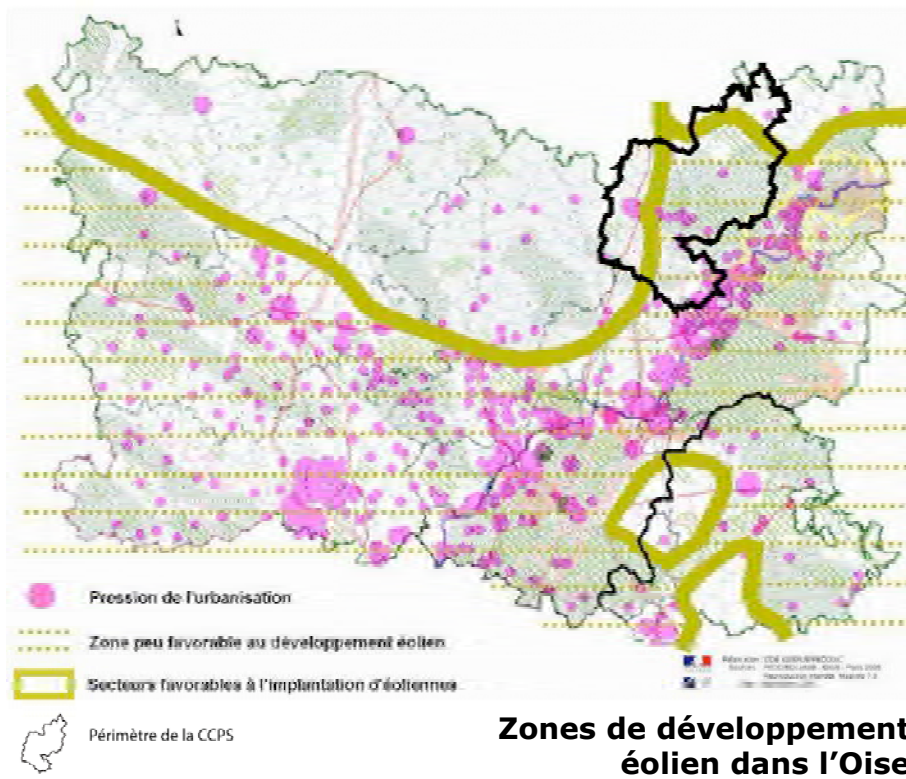 Pression de l'urbanisation
Zone peu favorable au développement éolien
Secteurs favorables à l'implantation d'éoliennes
Périmètre de la CCPS
Zones de développement
éolien dans l'Oise